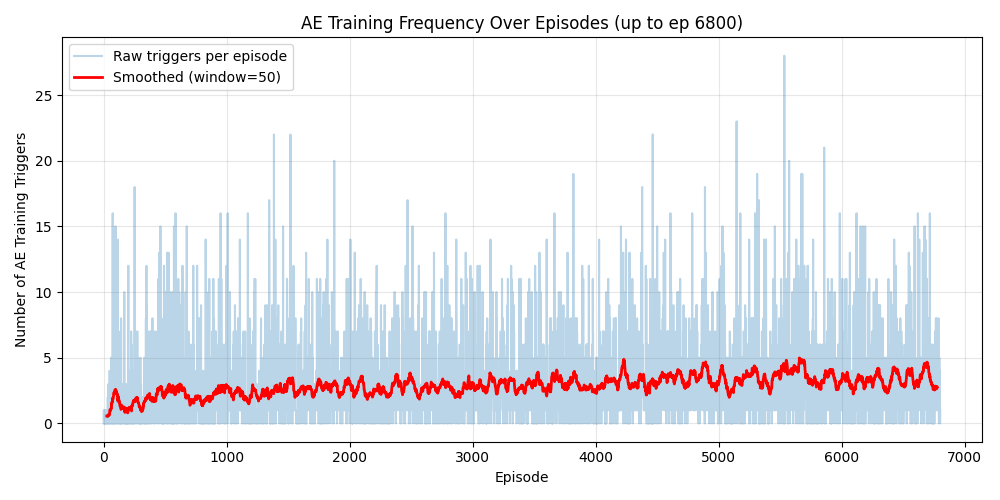 AE Training Frequency Over Episodes (up to ep 6800)
Raw triggers per episode
Smoothed (window=50)
Number of AE Training Triggers
25
20
15
10
5
0
0 1000 2000 3000 4000 5000 6000 7000
Episode